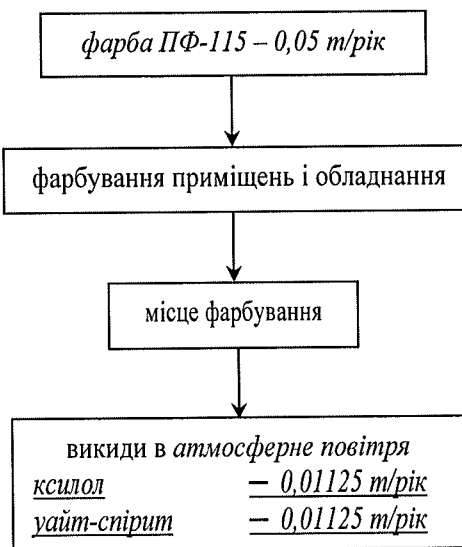 фарба ПФ-115 – 0,05 т/рік
фарбування приміщень і обладнання
місце фарбування
викиди в атмосферне повітря
ксилол – 0,01125 т/рік
уайт-спірит – 0,01125 т/рік